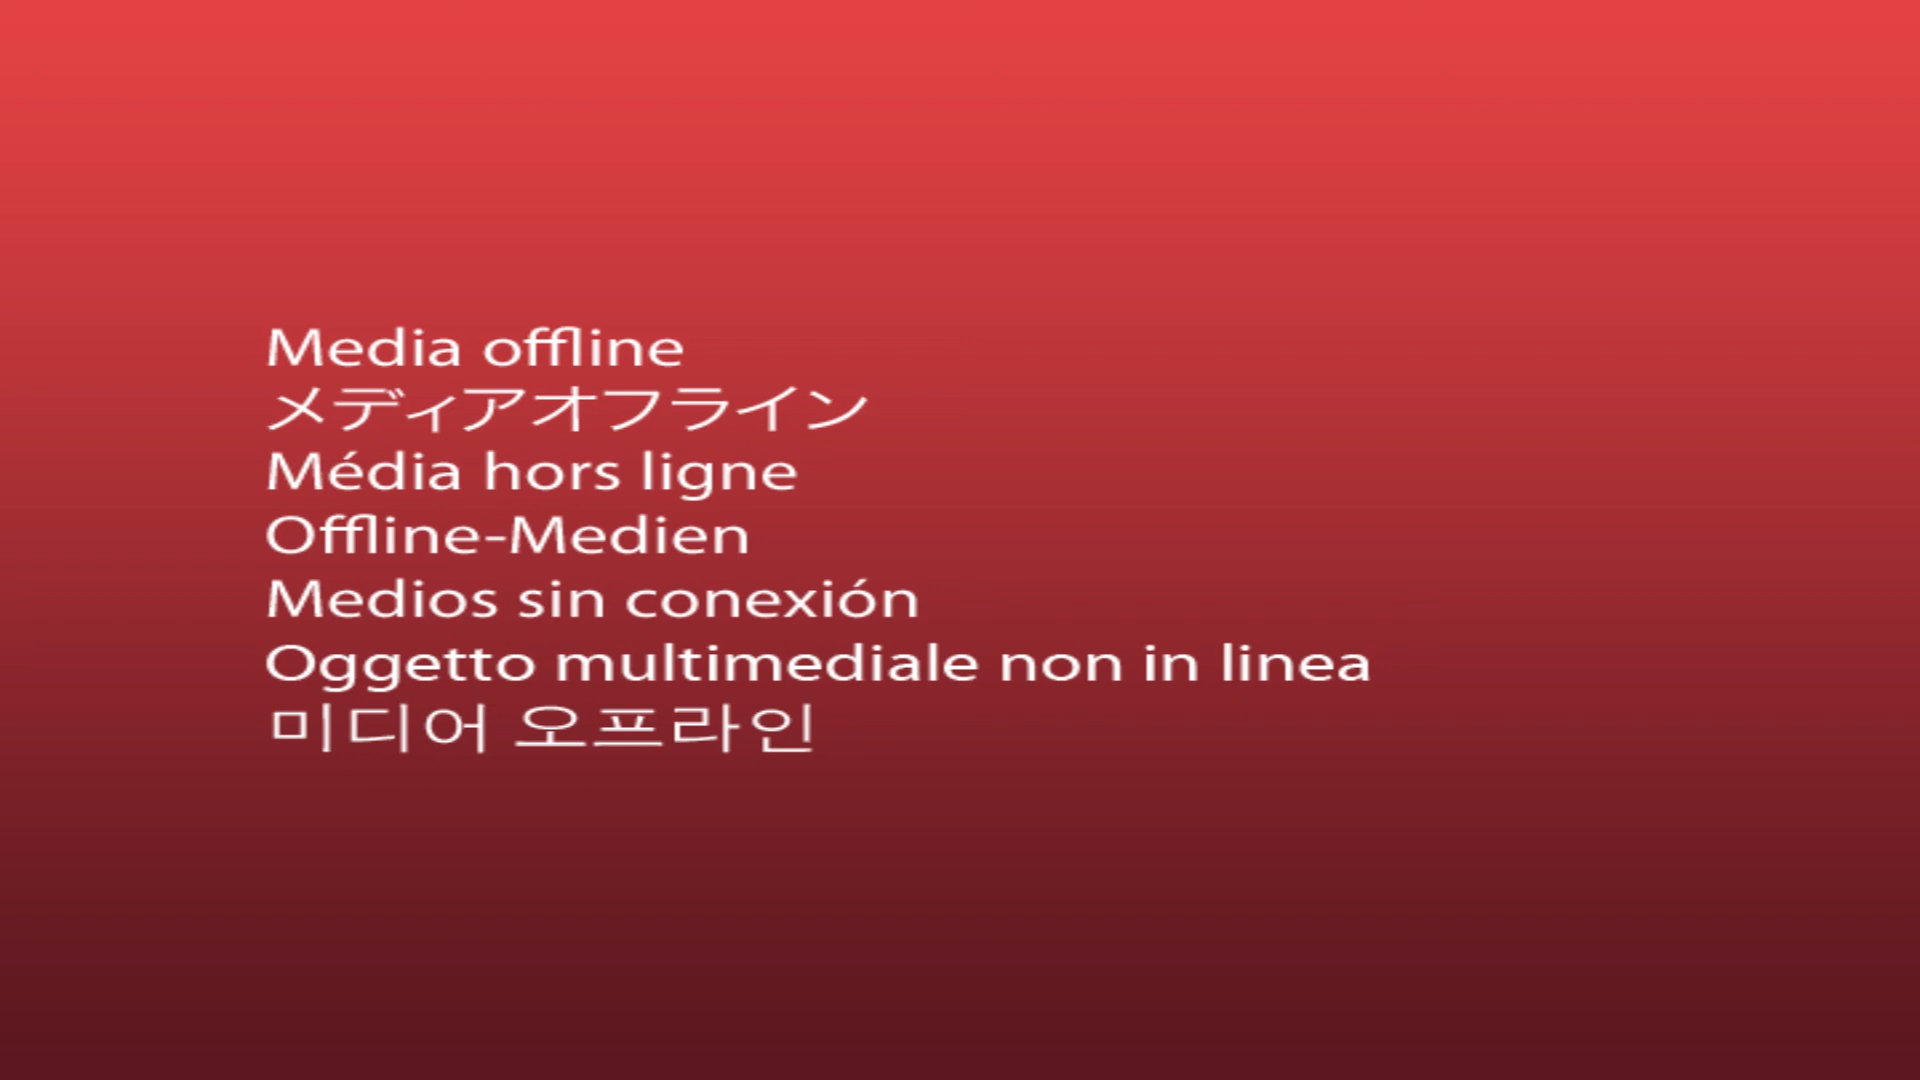 Media offline
メディアオフライン
Média hors ligne
Offline-Medien
Medios sin conexión
Oggetto multimediale non in linea
미디어 오프라인